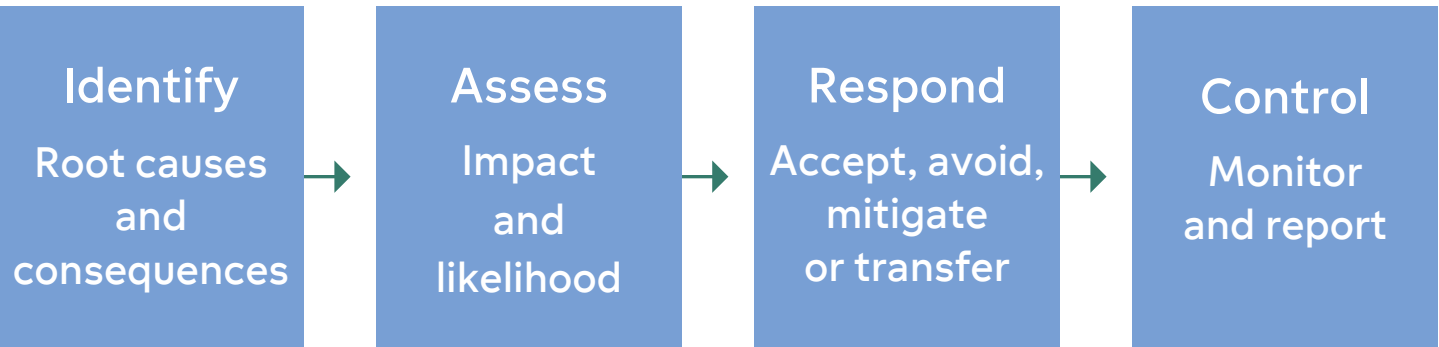 Identify
Root causes
and
consequences
Assess
Impact
and
likelihood
Respond
Accept, avoid,
mitigate
or transfer
Control
Monitor
and report